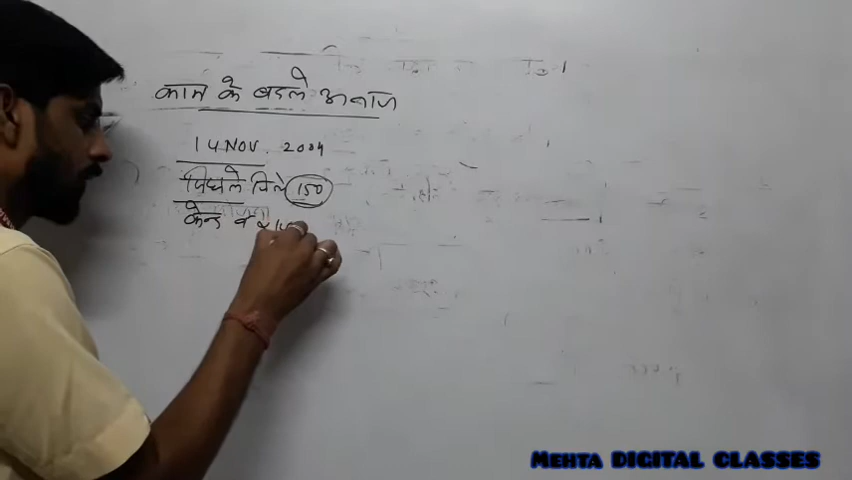 काम के बदले अनाज
14 NOV. 2004
पिछले जिले 150
केन्द्र व
MEHTA DIGITAL CLASSES